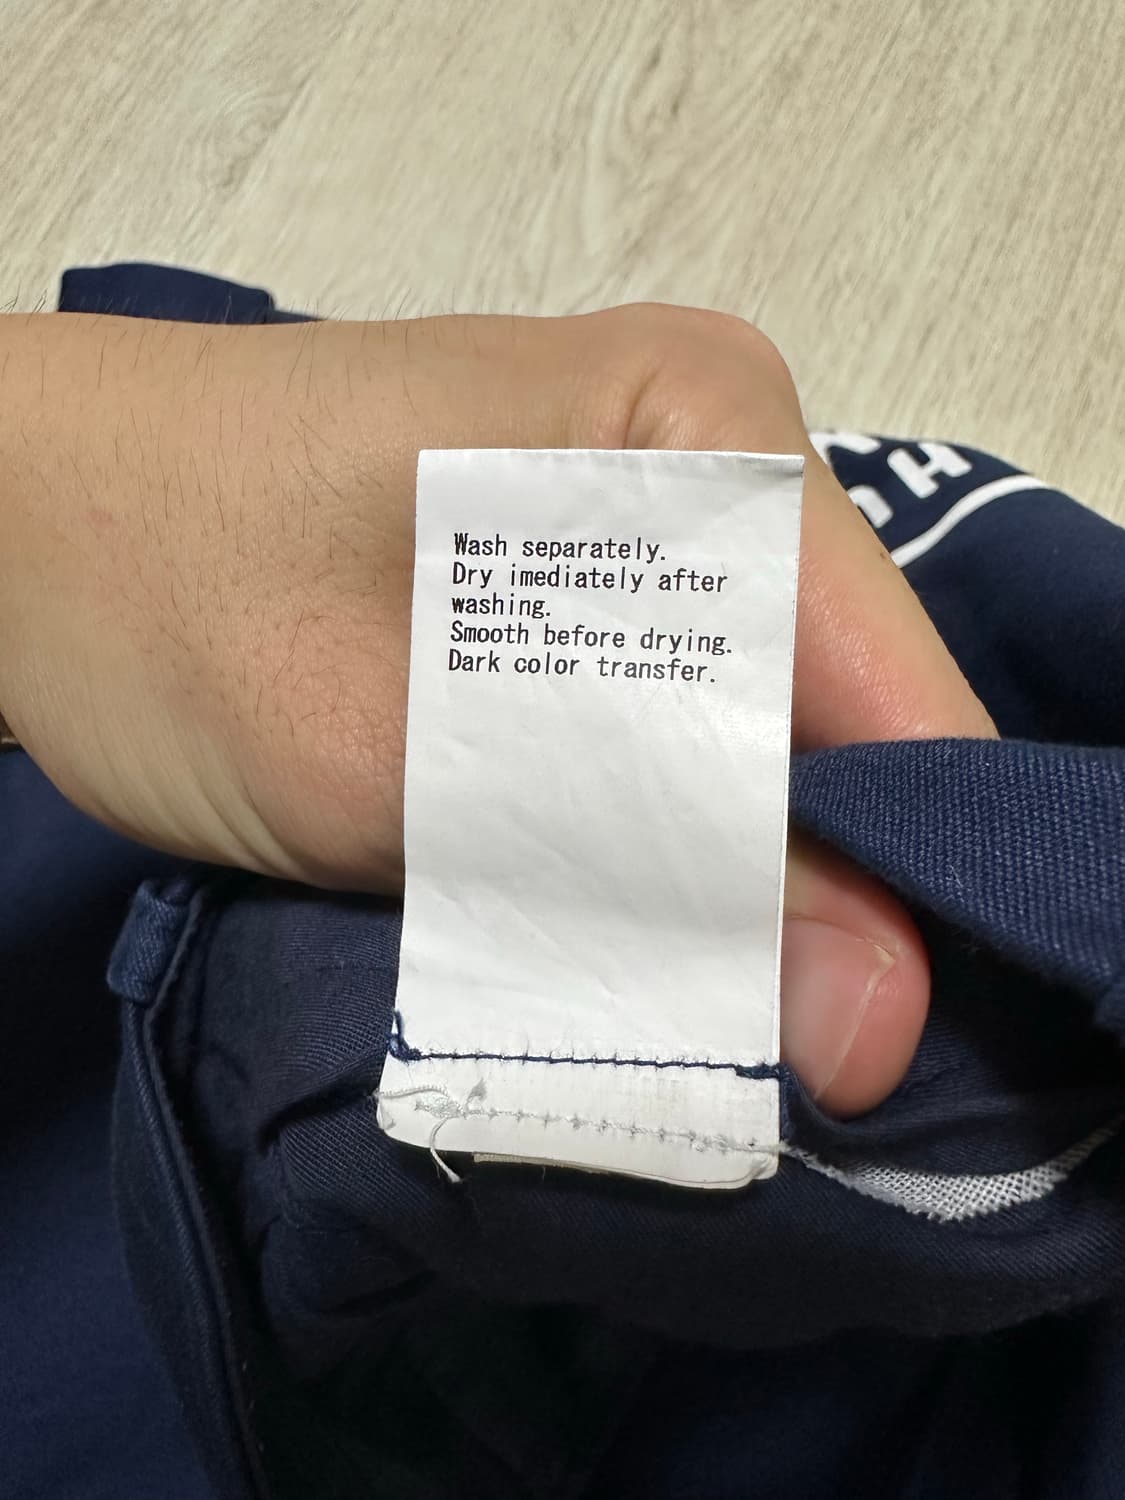 Wash separately.
Dry imediately after
washing.
Smooth before drying.
Dark color transfer.